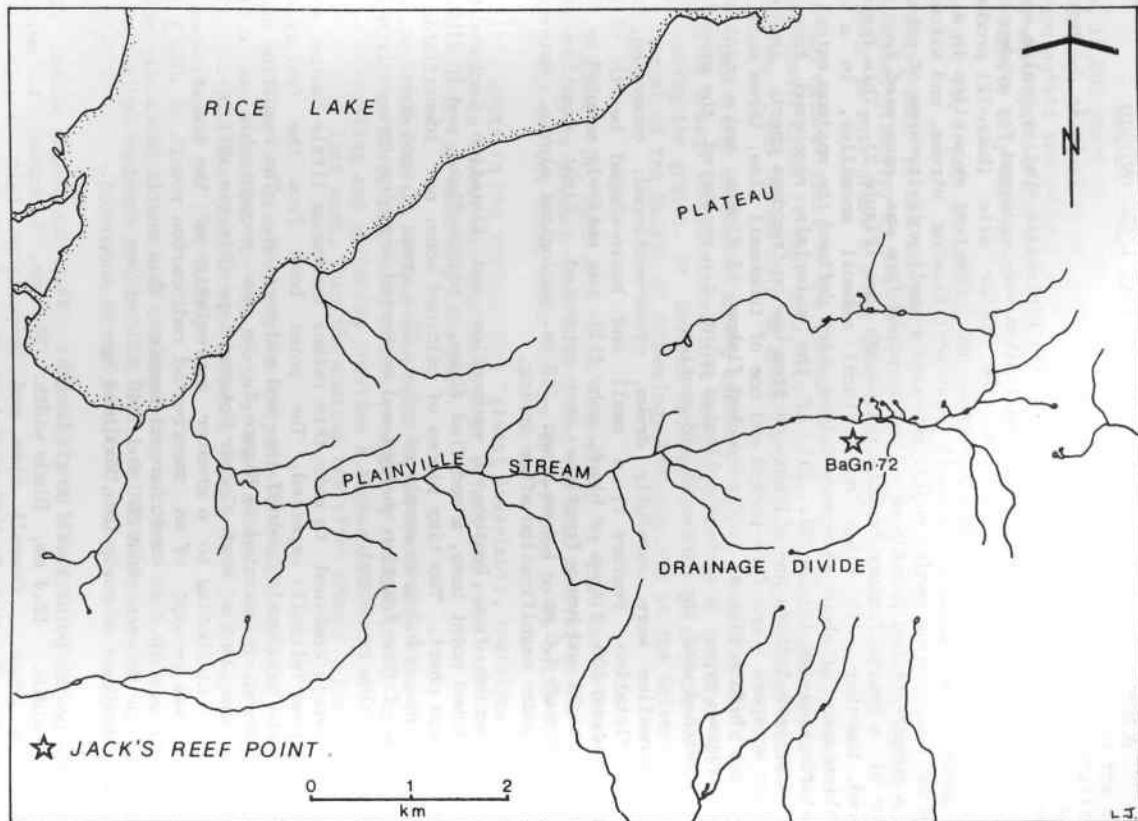 RICE LAKE
PLATEAU
N
PLAINVILLE STREAM
BaGn-72
DRAINAGE DIVIDE
JACK'S REEF POINT
0 1 2
km
L.J.